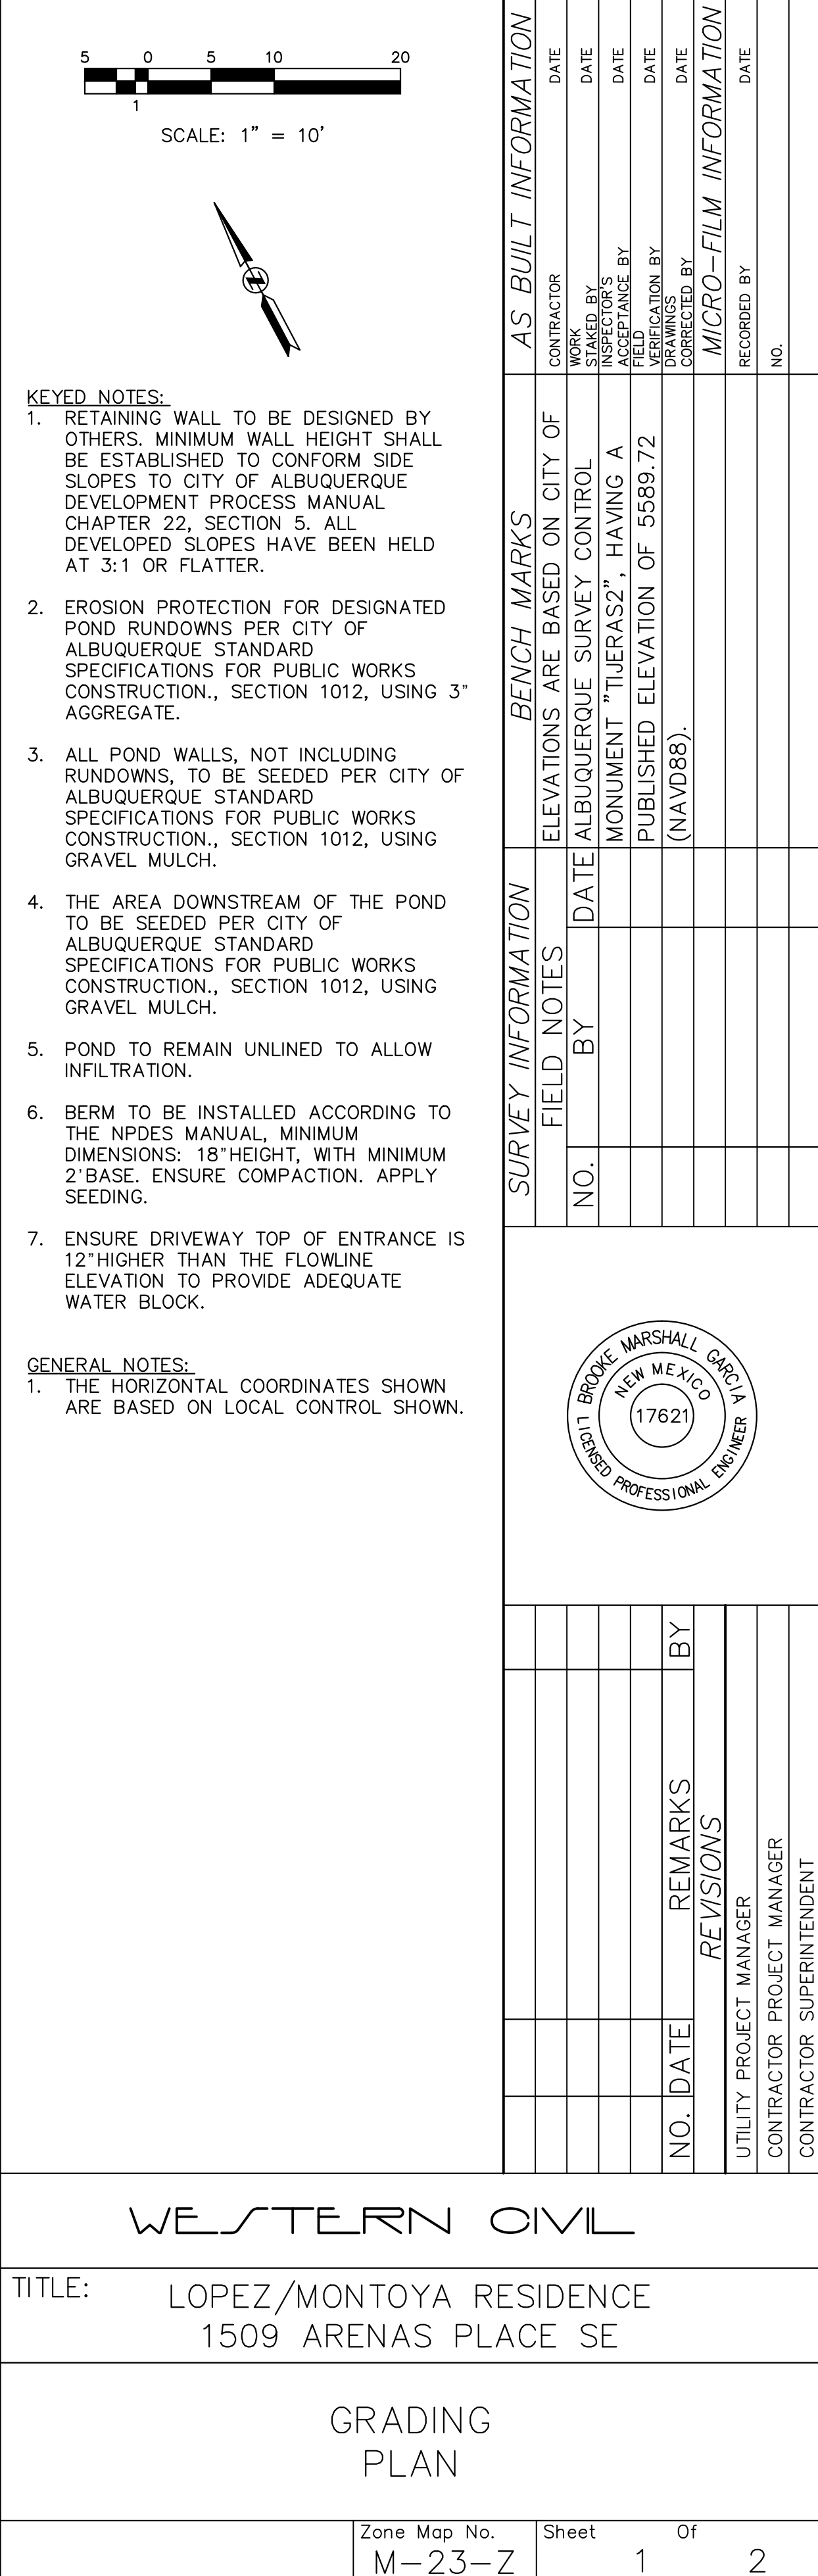 5 0 5 10 20
1
SCALE: 1" = 10'
N
KEYED NOTES:
1. RETAINING WALL TO BE DESIGNED BY
OTHERS. MINIMUM WALL HEIGHT SHALL
BE ESTABLISHED TO CONFORM SIDE
SLOPES TO CITY OF ALBUQUERQUE
DEVELOPMENT PROCESS MANUAL
CHAPTER 22, SECTION 5. ALL
DEVELOPED SLOPES HAVE BEEN HELD
AT 3:1 OR FLATTER.
2. EROSION PROTECTION FOR DESIGNATED
POND RUNDOWNS PER CITY OF
ALBUQUERQUE STANDARD
SPECIFICATIONS FOR PUBLIC WORKS
CONSTRUCTION., SECTION 1012, USING 3"
AGGREGATE.
3. ALL POND WALLS, NOT INCLUDING
RUNDOWNS, TO BE SEEDED PER CITY OF
ALBUQUERQUE STANDARD
SPECIFICATIONS FOR PUBLIC WORKS
CONSTRUCTION., SECTION 1012, USING
GRAVEL MULCH.
4. THE AREA DOWNSTREAM OF THE POND
TO BE SEEDED PER CITY OF
ALBUQUERQUE STANDARD
SPECIFICATIONS FOR PUBLIC WORKS
CONSTRUCTION., SECTION 1012, USING
GRAVEL MULCH.
5. POND TO REMAIN UNLINED TO ALLOW
INFILTRATION.
6. BERM TO BE INSTALLED ACCORDING TO
THE NPDES MANUAL, MINIMUM
DIMENSIONS: 18"HEIGHT, WITH MINIMUM
2'BASE. ENSURE COMPACTION. APPLY
SEEDING.
7. ENSURE DRIVEWAY TOP OF ENTRANCE IS
12"HIGHER THAN THE FLOWLINE
ELEVATION TO PROVIDE ADEQUATE
WATER BLOCK.
GENERAL NOTES:
1. THE HORIZONTAL COORDINATES SHOWN
ARE BASED ON LOCAL CONTROL SHOWN.
AS BUILT INFORMATION
CONTRACTOR DATE
WORK
STAKED BY DATE
INSPECTOR'S
ACCEPTANCE BY DATE
FIELD
VERIFICATION BY DATE
DRAWINGS
CORRECTED BY DATE
MICRO-FILM INFORMATION
RECORDED BY DATE
NO.
BENCH MARKS
ELEVATIONS ARE BASED ON CITY OF
ALBUQUERQUE SURVEY CONTROL
MONUMENT "TIJERAS2", HAVING A
PUBLISHED ELEVATION OF 5589.72
(NAVD88).
SURVEY INFORMATION
FIELD NOTES
NO. BY DATE
BROOKE MARSHALL GARCIA
NEW MEXICO
17621
LICENSED PROFESSIONAL ENGINEER
NO. DATE REMARKS BY
REVISIONS
UTILITY PROJECT MANAGER
CONTRACTOR PROJECT MANAGER
CONTRACTOR SUPERINTENDENT
WESTERN CIVIL
TITLE:
LOPEZ/MONTOYA RESIDENCE
1509 ARENAS PLACE SE
GRADING
PLAN
Zone Map No. Sheet Of
M-23-Z 1 2